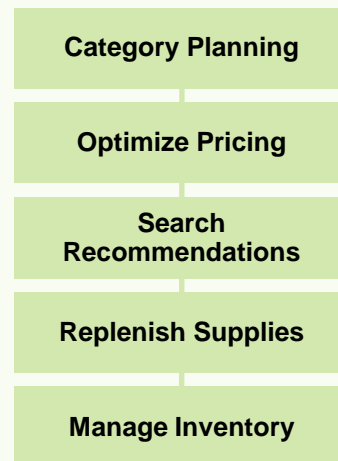 Category Planning
Optimize Pricing
Search
Recommendations
Replenish Supplies
Manage Inventory